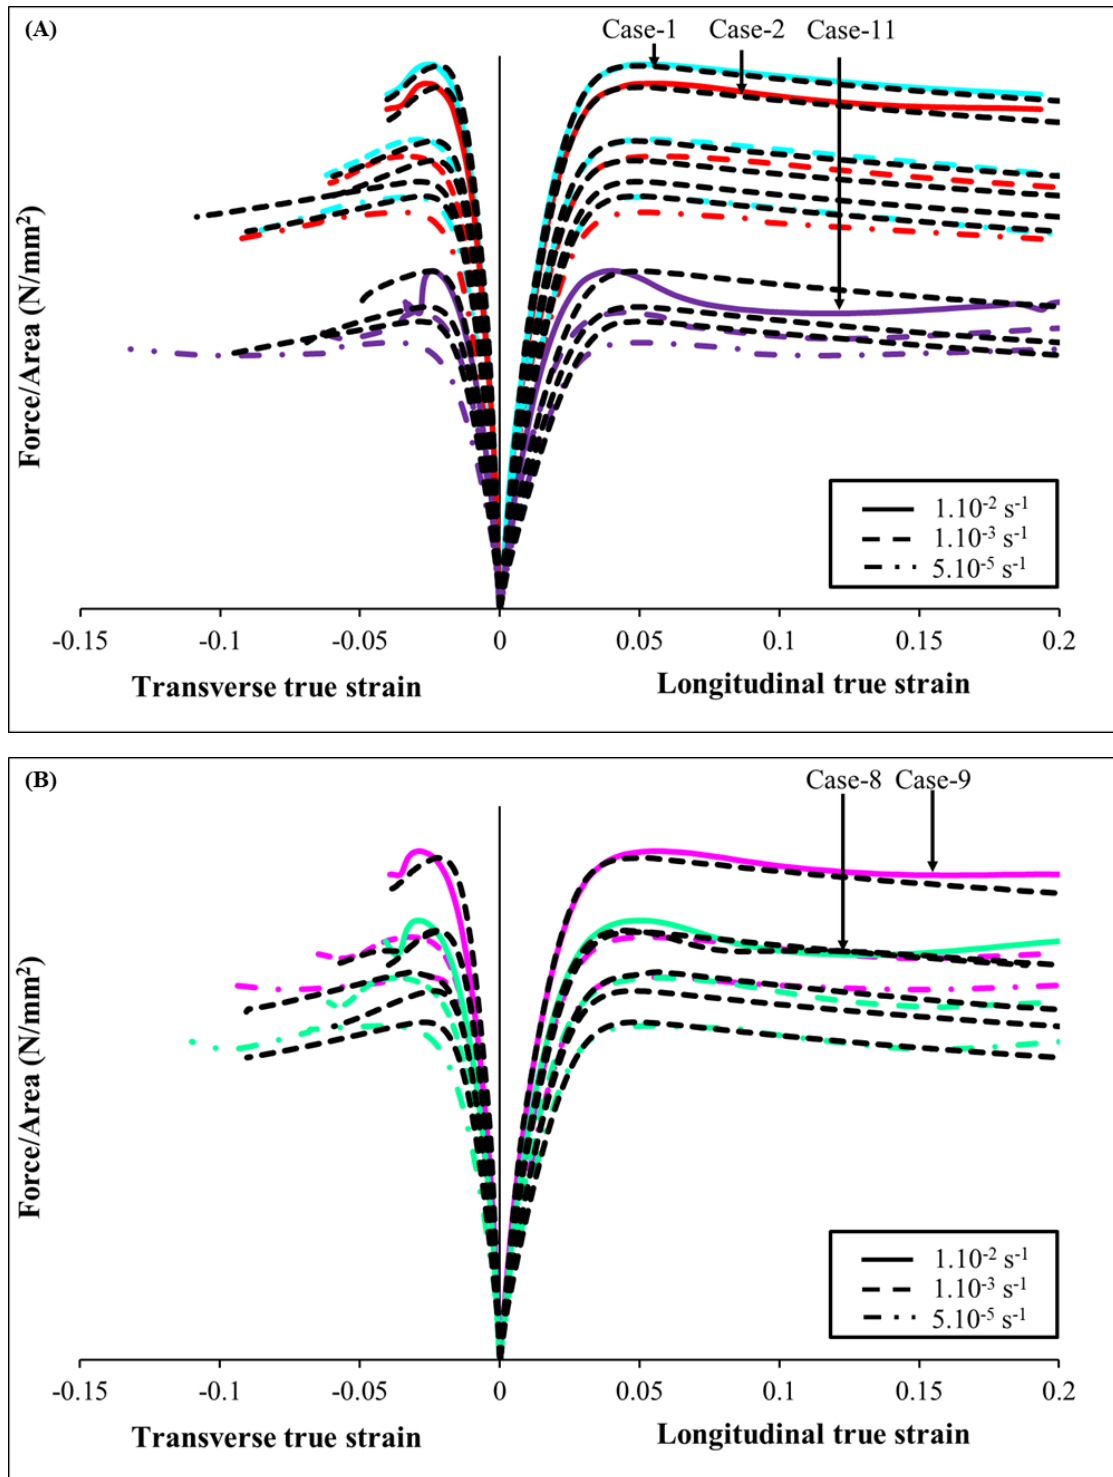 (A)
Case-1 Case-2 Case-11
Force/Area (N/mm²)
1.10⁻² s⁻¹
1.10⁻³ s⁻¹
5.10⁻⁵ s⁻¹
-0.15 -0.1 -0.05 0 0.05 0.1 0.15 0.2
Transverse true strain Longitudinal true strain
(B)
Case-8 Case-9
Force/Area (N/mm²)
1.10⁻² s⁻¹
1.10⁻³ s⁻¹
5.10⁻⁵ s⁻¹
-0.15 -0.1 -0.05 0 0.05 0.1 0.15 0.2
Transverse true strain Longitudinal true strain